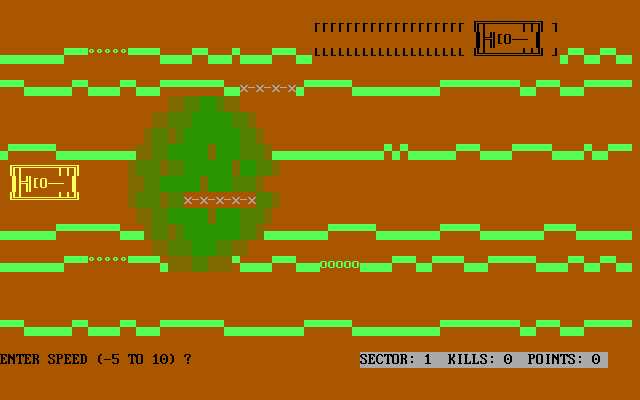 ENTER SPEED (-5 TO 10) ?
SECTOR: 1 KILLS: 0 POINTS: 0